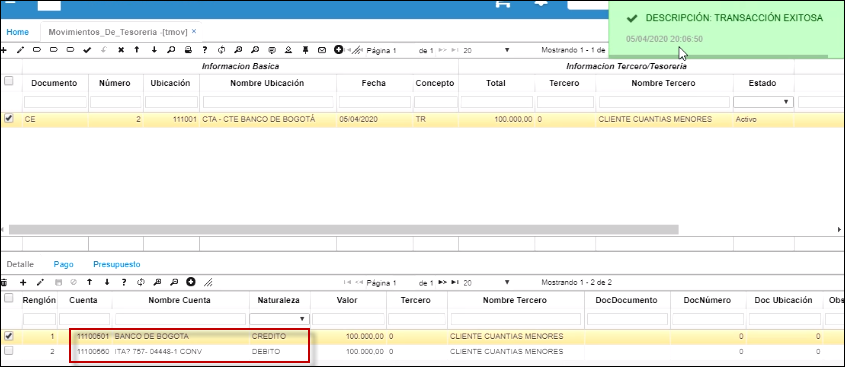 DESCRIPCIÓN: TRANSACCIÓN EXITOSA
05/04/2020 20:06:50
Home Movimientos_De_Tesoreria -[tmov] ×
Página 1 de 1 20 Mostrando 1 - 1 de
Informacion Basica Informacion Tercero/Tesoreria
Documento Número Ubicación Nombre Ubicación Fecha Concepto Total Tercero Nombre Tercero Estado
CE 2 111001 CTA - CTE BANCO DE BOGOTÁ 05/04/2020 TR 100.000,00 0 CLIENTE CUANTIAS MENORES Activo
Detalle Pago Presupuesto
Página 1 de 1 20 Mostrando 1 - 2 de 2
Renglón Cuenta Nombre Cuenta Naturaleza Valor Tercero Nombre Tercero DocDocumento DocNúmero Doc Ubicación Obs
1 11100501 BANCO DE BOGOTA CREDITO 100.000,00 0 CLIENTE CUANTIAS MENORES 0 0
2 11100560 ITA? 757- 04448-1 CONV DEBITO 100.000,00 0 CLIENTE CUANTIAS MENORES 0 0